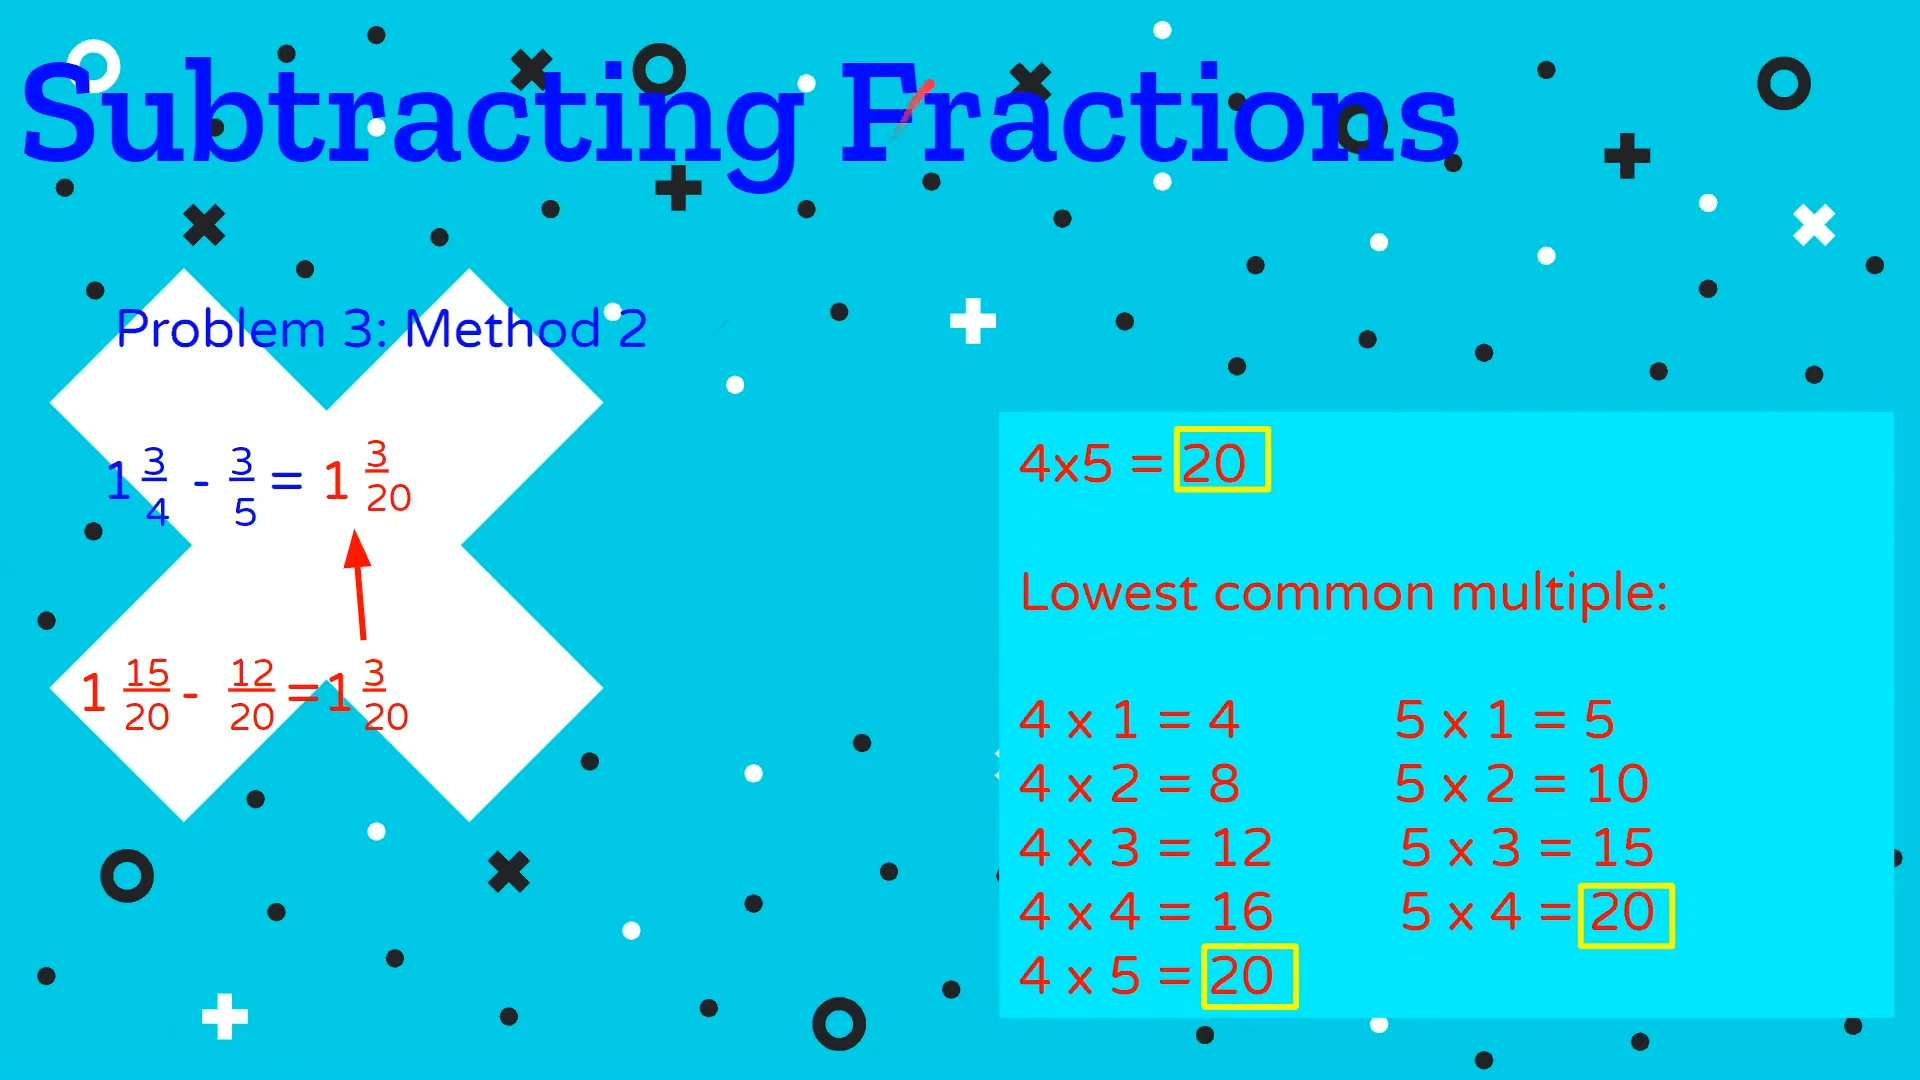 Subtracting Fractions
Problem 3: Method 2
1 3/4 - 3/5 = 1 3/20
1 15/20 - 12/20 = 1 3/20
4x5 = 20
Lowest common multiple:
4 x 1 = 4 5 x 1 = 5
4 x 2 = 8 5 x 2 = 10
4 x 3 = 12 5 x 3 = 15
4 x 4 = 16 5 x 4 = 20
4 x 5 = 20